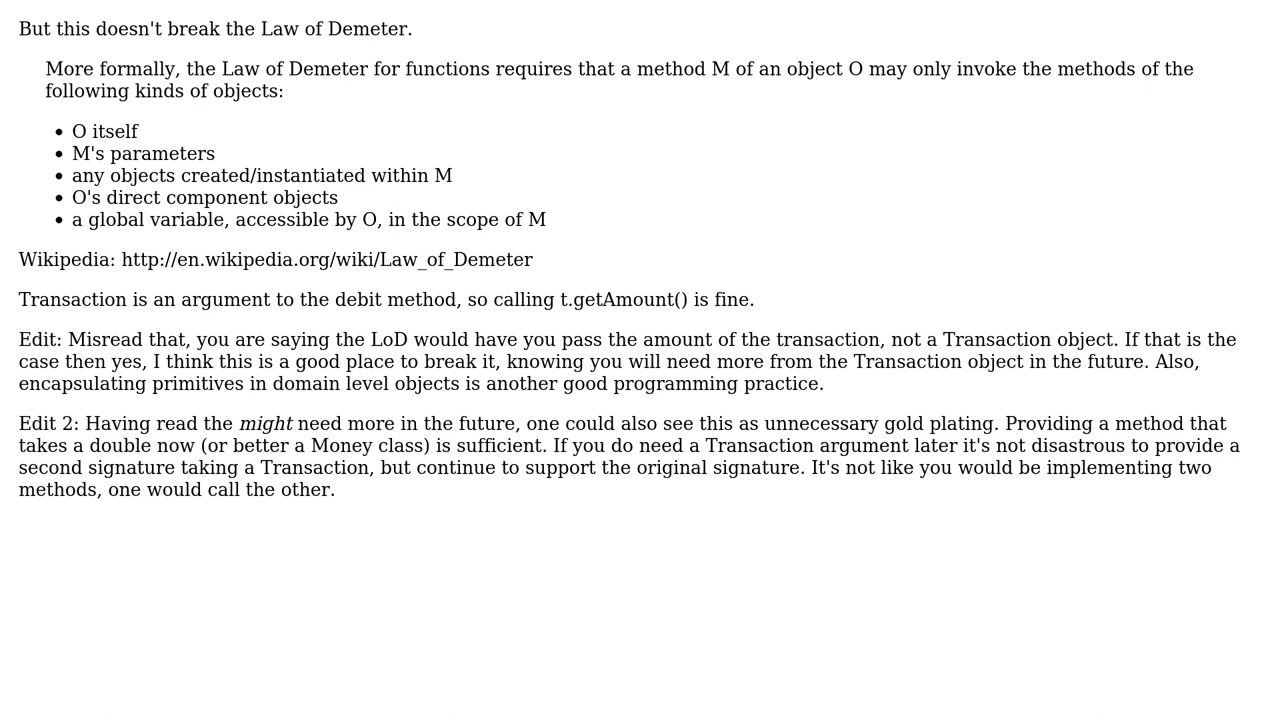 But this doesn't break the Law of Demeter.
More formally, the Law of Demeter for functions requires that a method M of an object O may only invoke the methods of the
following kinds of objects:
• O itself
• M's parameters
• any objects created/instantiated within M
• O's direct component objects
• a global variable, accessible by O, in the scope of M
Wikipedia: http://en.wikipedia.org/wiki/Law_of_Demeter
Transaction is an argument to the debit method, so calling t.getAmount() is fine.
Edit: Misread that, you are saying the LoD would have you pass the amount of the transaction, not a Transaction object. If that is the
case then yes, I think this is a good place to break it, knowing you will need more from the Transaction object in the future. Also,
encapsulating primitives in domain level objects is another good programming practice.
Edit 2: Having read the might need more in the future, one could also see this as unnecessary gold plating. Providing a method that
takes a double now (or better a Money class) is sufficient. If you do need a Transaction argument later it's not disastrous to provide a
second signature taking a Transaction, but continue to support the original signature. It's not like you would be implementing two
methods, one would call the other.